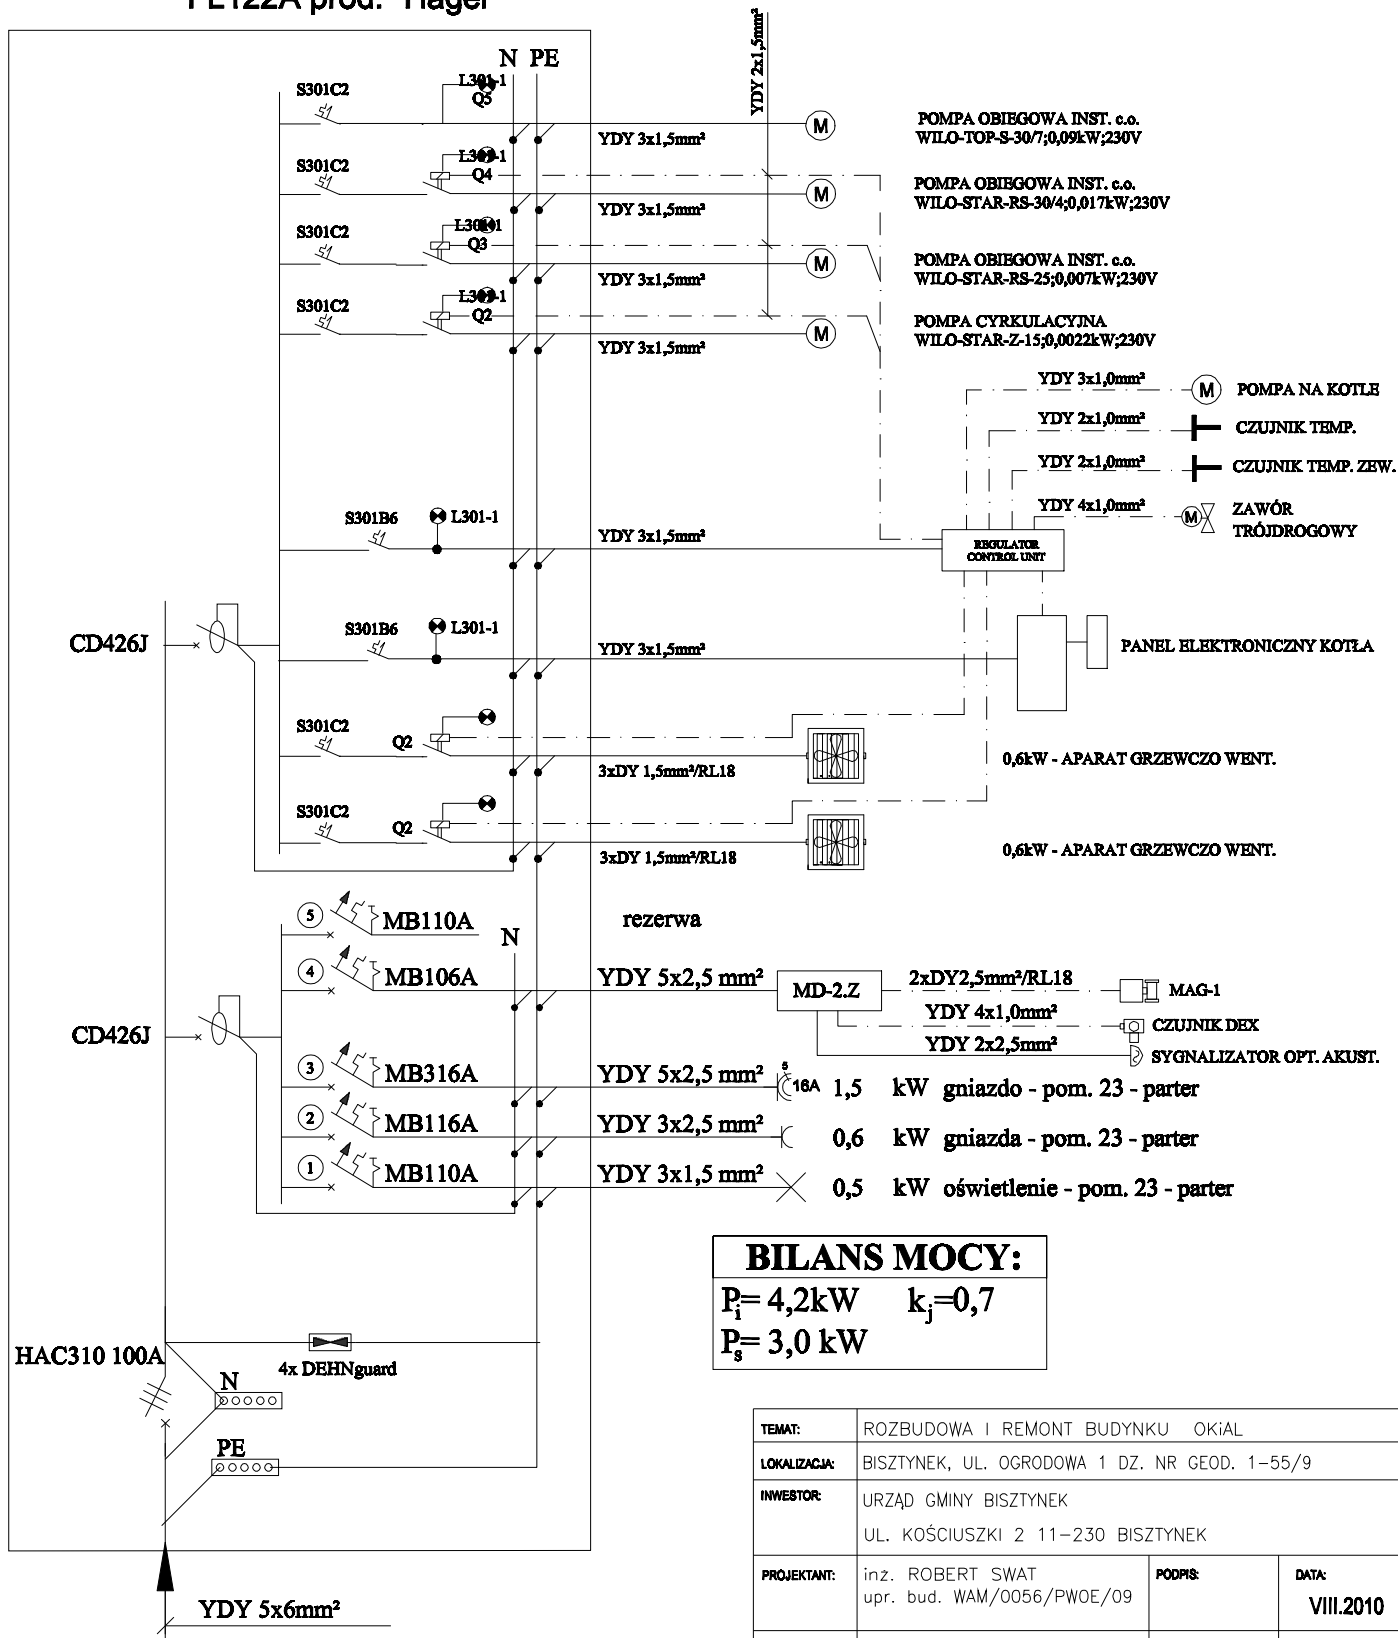 PL122A prod. "Hager"
N PE
YDY 2x1,5mm²
S301C2
L301-1
Q5
YDY 3x1,5mm²
M
POMPA OBIEGOWA INST. c.o.
WILO-TOP-S-30/7;0,09kW;230V
S301C2
L301-1
Q4
YDY 3x1,5mm²
M
POMPA OBIEGOWA INST. c.o.
WILO-STAR-RS-30/4;0,017kW;230V
S301C2
L301-1
Q3
YDY 3x1,5mm²
M
POMPA OBIEGOWA INST. c.o.
WILO-STAR-RS-25;0,007kW;230V
S301C2
L301-1
Q2
YDY 3x1,5mm²
M
POMPA CYRKULACYJNA
WILO-STAR-Z-15;0,0022kW;230V
YDY 3x1,0mm²
M
POMPA NA KOTLE
YDY 2x1,0mm²
CZUJNIK TEMP.
YDY 2x1,0mm²
CZUJNIK TEMP. ZEW.
YDY 4x1,0mm²
M
ZAWÓR
TRÓJDROGOWY
S301B6
L301-1
YDY 3x1,5mm²
REGULATOR
CONTROL UNIT
CD426J
S301B6
L301-1
YDY 3x1,5mm²
PANEL ELEKTRONICZNY KOTŁA
S301C2
Q2
3xDY 1,5mm²/RL18
0,6kW - APARAT GRZEWCZO WENT.
S301C2
Q2
3xDY 1,5mm²/RL18
0,6kW - APARAT GRZEWCZO WENT.
5
MB110A
rezerwa
N
4
MB106A
YDY 5x2,5 mm²
MD-2.Z
2xDY2,5mm²/RL18
MAG-1
YDY 4x1,0mm²
CZUJNIK DEX
YDY 2x2,5mm²
SYGNALIZATOR OPT. AKUST.
CD426J
3
MB316A
YDY 5x2,5 mm²
5
16A
1,5 kW gniazdo - pom. 23 - parter
2
MB116A
YDY 3x2,5 mm²
0,6 kW gniazda - pom. 23 - parter
1
MB110A
YDY 3x1,5 mm²
0,5 kW oświetlenie - pom. 23 - parter
BILANS MOCY:
Pi= 4,2kW kj=0,7
Ps= 3,0 kW
HAC310 100A
4x DEHNguard
N
PE
YDY 5x6mm²
TEMAT: ROZBUDOWA I REMONT BUDYNKU OKiAL
LOKALIZACJA: BISZTYNEK, UL. OGRODOWA 1 DZ. NR GEOD. 1-55/9
INWESTOR: URZĄD GMINY BISZTYNEK
UL. KOŚCIUSZKI 2 11-230 BISZTYNEK
PROJEKTANT: inż. ROBERT SWAT
upr. bud. WAM/0056/PWOE/09
PODPIS:
DATA:
VIII.2010